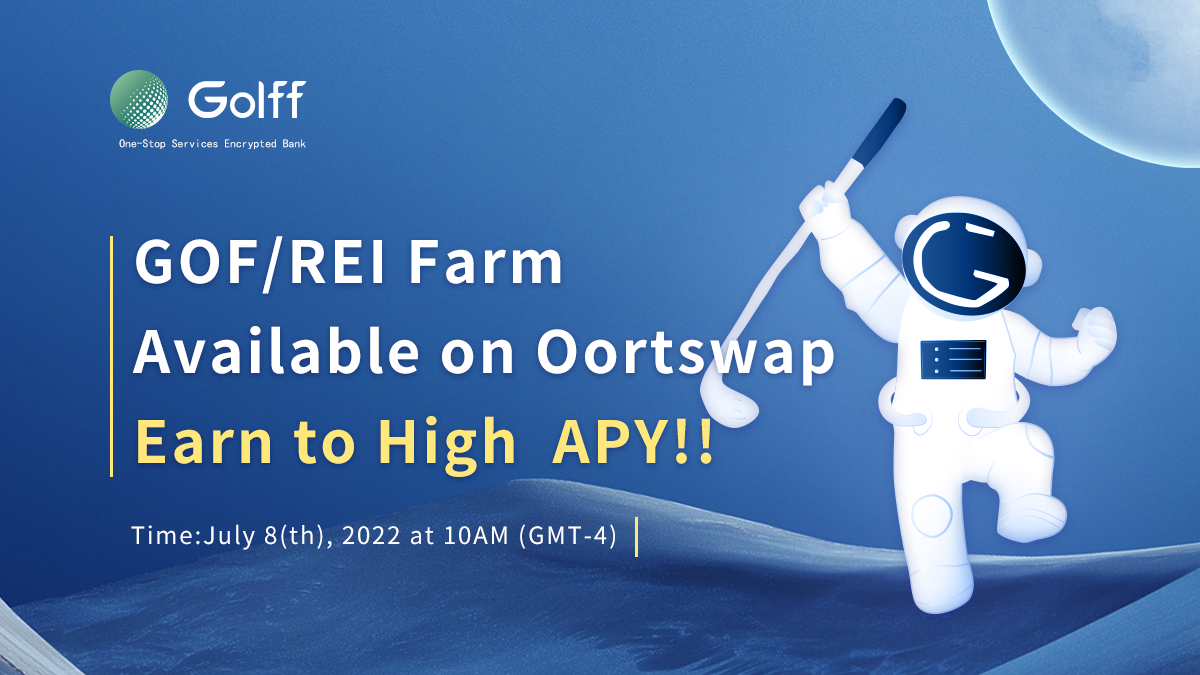 Golff
One-Stop Services Encrypted Bank
GOF/REI Farm
Available on Oortswap
Earn to High APY!!
Time:July 8(th), 2022 at 10AM (GMT-4)
G